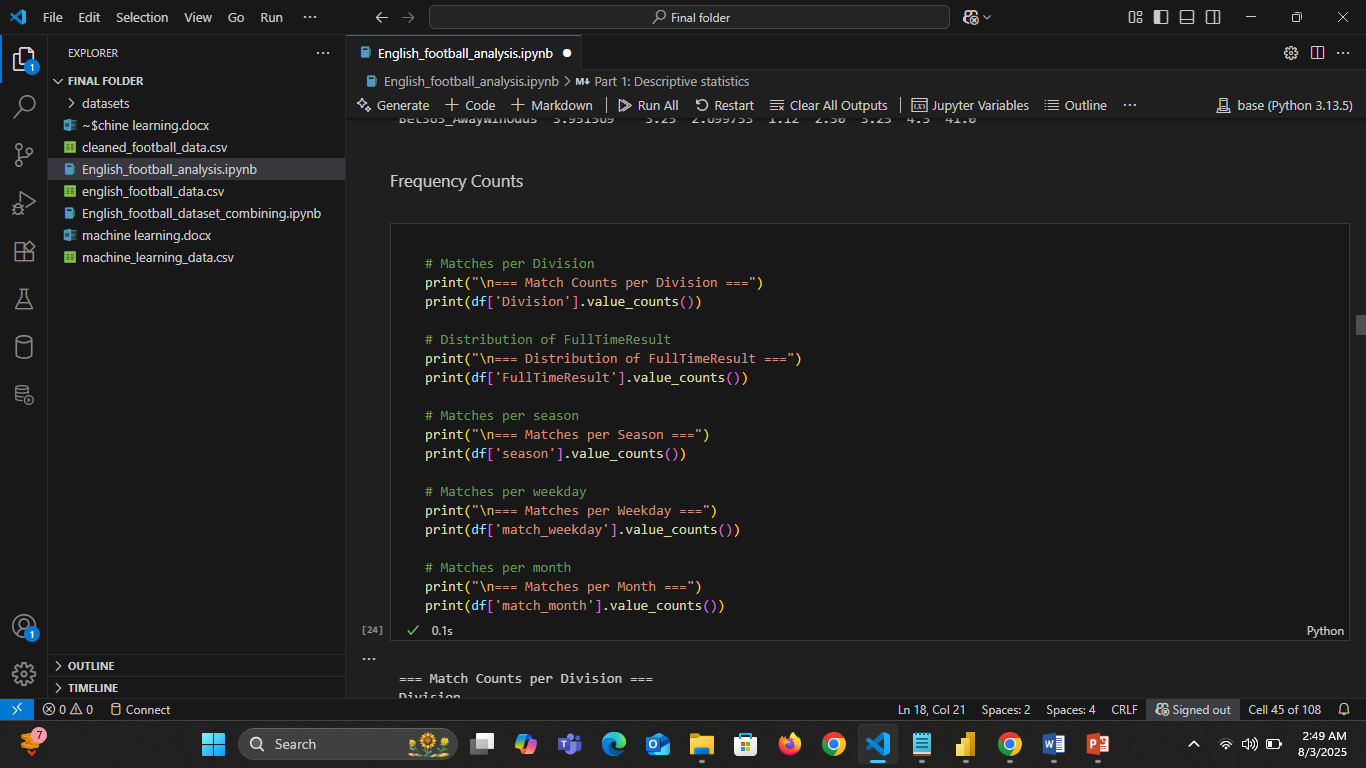 File Edit Selection View Go Run ···
Final folder
EXPLORER ···
FINAL FOLDER
datasets
~$chine learning.docx
cleaned_football_data.csv
English_football_analysis.ipynb
english_football_data.csv
English_football_dataset_combining.ipynb
machine learning.docx
machine_learning_data.csv
OUTLINE
TIMELINE
1
1
English_football_analysis.ipynb
English_football_analysis.ipynb > M↓ Part 1: Descriptive statistics
Generate + Code + Markdown Run All Restart Clear All Outputs Jupyter Variables Outline ··· base (Python 3.13.5)
Bet365_AwayWinOdds 3.951569 3.25 2.099733 1.12 2.50 3.25 4.5 41.0
Frequency Counts
# Matches per Division
print("\n=== Match Counts per Division ===")
print(df['Division'].value_counts())
# Distribution of FullTimeResult
print("\n=== Distribution of FullTimeResult ===")
print(df['FullTimeResult'].value_counts())
# Matches per season
print("\n=== Matches per Season ===")
print(df['season'].value_counts())
# Matches per weekday
print("\n=== Matches per Weekday ===")
print(df['match_weekday'].value_counts())
# Matches per month
print("\n=== Matches per Month ===")
print(df['match_month'].value_counts())
[24] 0.1s Python
···
=== Match Counts per Division ===
Division
0 0 Connect Ln 18, Col 21 Spaces: 2 Spaces: 4 CRLF Signed out Cell 45 of 108
7 Search 2:49 AM
8/3/2025